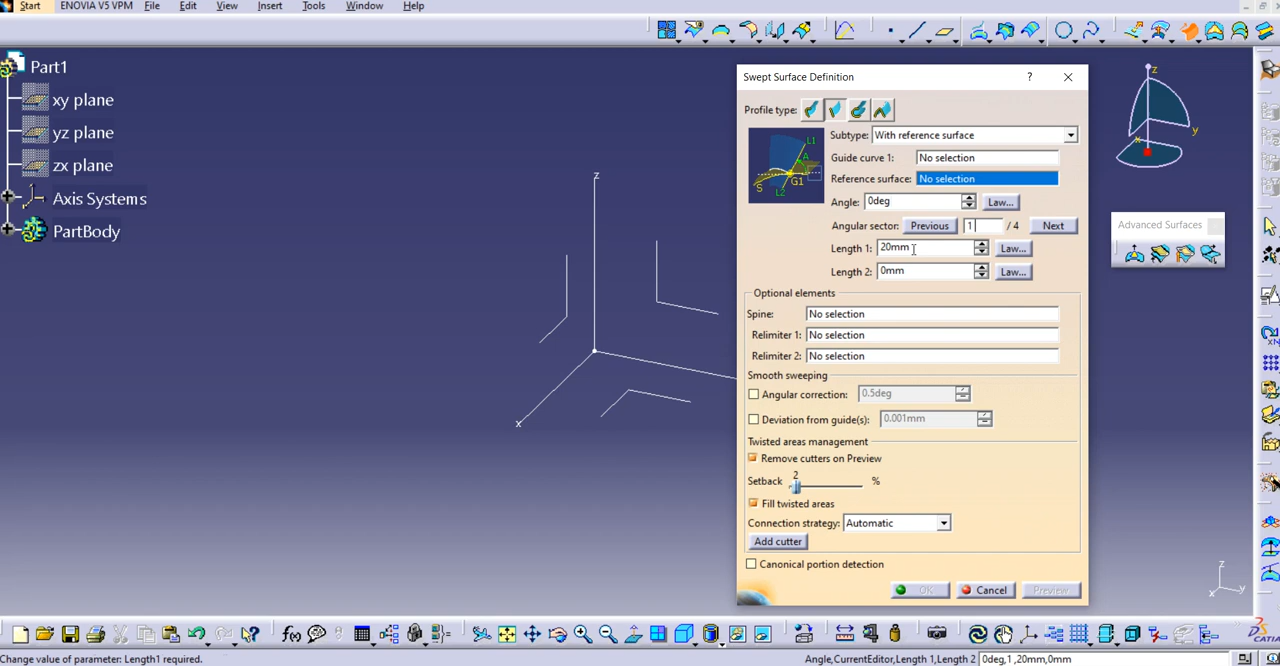 Start ENOVIA V5 VPM File Edit View Insert Tools Window Help
Part1
xy plane
yz plane
zx plane
Axis Systems
PartBody
z
x
Swept Surface Definition ?
Profile type:
L1
A
G1
S
L2
Subtype: With reference surface
Guide curve 1: No selection
Reference surface: No selection
Angle: 0deg Law...
Angular sector: Previous 1 / 4 Next
Length 1: 20mm Law...
Length 2: 0mm Law...
Optional elements
Spine: No selection
Relimiter 1: No selection
Relimiter 2: No selection
Smooth sweeping
Angular correction: 0.5deg
Deviation from guide(s): 0.001mm
Twisted areas management
Remove cutters on Preview
Setback 2 %
Fill twisted areas
Connection strategy: Automatic
Add cutter
Canonical portion detection
OK Cancel Preview
z
y
x
Advanced Surfaces
z
y
x
f(x)
CATIA
Change value of parameter: Length1 required.
Angle,CurrentEditor,Length 1,Length 2 0deg,1 ,20mm,0mm